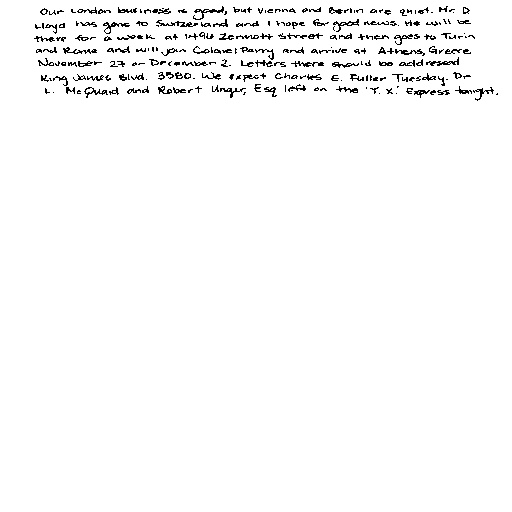 Our London business is good, but Vienna and Berlin are quiet. Mr. D
Lloyd has gone to Switzerland and I hope for good news. He will be
there for a week at 1496 Zermott Street and then goes to Turin
and Rome and will join Colonel Parry and arrive at Athens, Greece
November 27 or December 2. Letters there should be addressed
King James Blvd. 3580. We expect Charles E. Fuller Tuesday. Dr
L. McQuaid and Robert Unger, Esq left on the 'Y. X.' Express tonight.